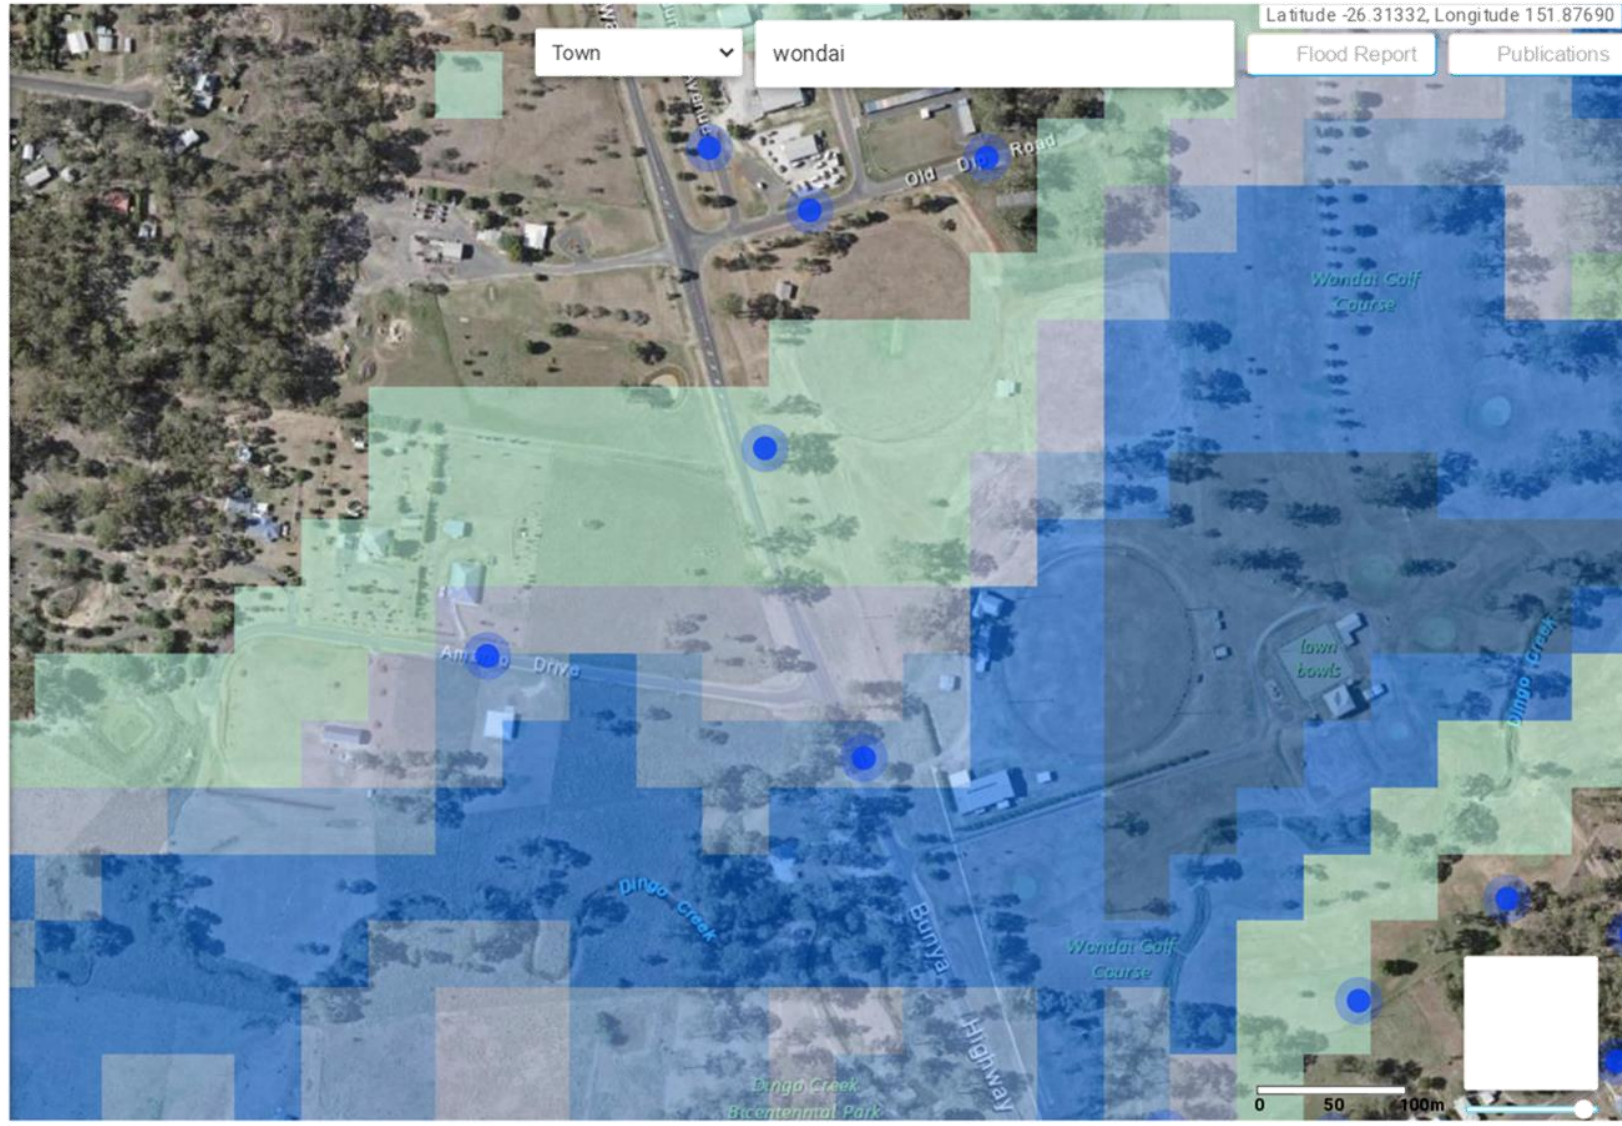 Latitude -26.31332, Longitude 151.87690
Town
wondai
Flood Report
Publications
Avenue
Old
Road
Wondai Golf
Course
lawn
bowls
Dingo Creek
Drive
Dingo Creek
Bunya
Highway
Wondai Golf
Course
Dingo Creek
Bicentennial Park
0 50 100m